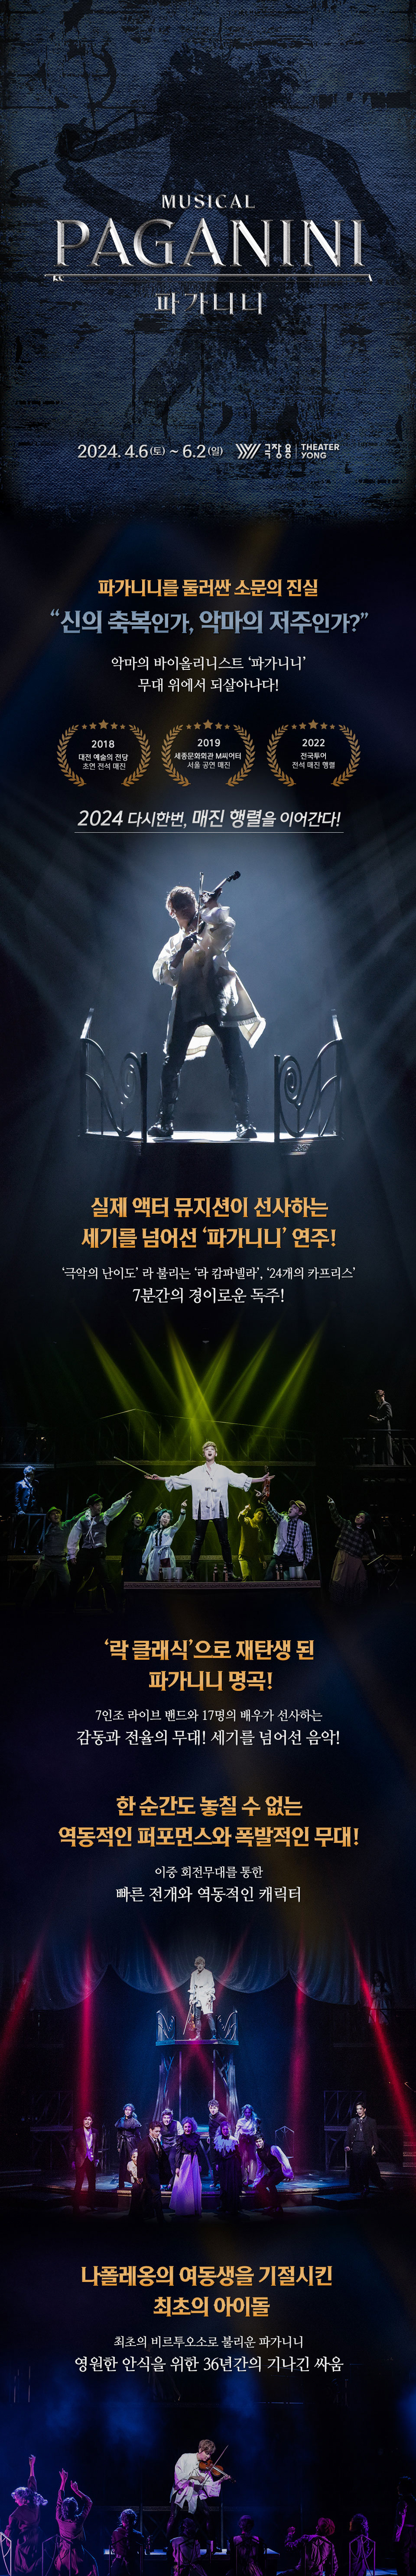 MUSICAL
PAGANINI
파가니니
2024. 4.6(토) ~ 6.2(일) 극장 용 THEATER YONG
파가니니를 둘러싼 소문의 진실
“신의 축복인가, 악마의 저주인가?”
악마의 바이올리니스트 ‘파가니니’
무대 위에서 되살아나다!
2018
대전 예술의 전당
초연 전석 매진
2019
세종문화회관 M씨어터
서울 공연 매진
2022
전국투어
전석 매진 행렬
2024 다시한번, 매진 행렬을 이어간다!
실제 액터 뮤지션이 선사하는
세기를 넘어선 ‘파가니니’ 연주!
‘극악의 난이도’ 라 불리는 ‘라 캄파넬라’, ‘24개의 카프리스’
7분간의 경이로운 독주!
‘락 클래식’으로 재탄생 된
파가니니 명곡!
7인조 라이브 밴드와 17명의 배우가 선사하는
감동과 전율의 무대! 세기를 넘어선 음악!
한 순간도 놓칠 수 없는
역동적인 퍼포먼스와 폭발적인 무대!
이중 회전무대를 통한
빠른 전개와 역동적인 캐릭터
나폴레옹의 여동생을 기절시킨
최초의 아이돌
최초의 비르투오소로 불리운 파가니니
영원한 안식을 위한 36년간의 기나긴 싸움